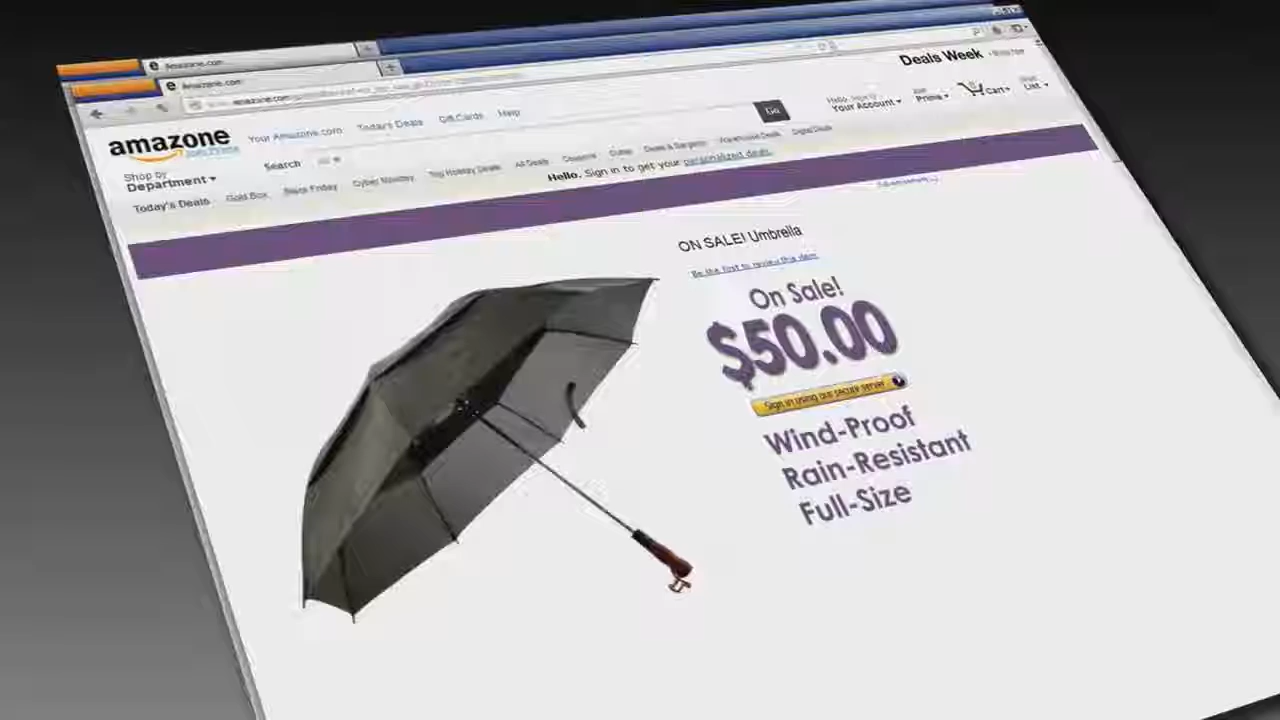 Amazone.com
Amazone.com
amazone.com
Deals Week
amazone
Your Amazone.com Today's Deals Gift Cards Help
Join Prime
Search
Go
Your Account
Prime
Cart
List
Shop by
Department
Today's Deals Gold Box Black Friday Cyber Monday Top Holiday Deals All Deals Coupons Outlet Deals & Bargains Warehouse Deals Digital Deals
Hello. Sign in to get your personalized deals.
ON SALE! Umbrella
Be the first to review this item
On Sale!
$50.00
Sign in using our secure server
Wind-Proof
Rain-Resistant
Full-Size